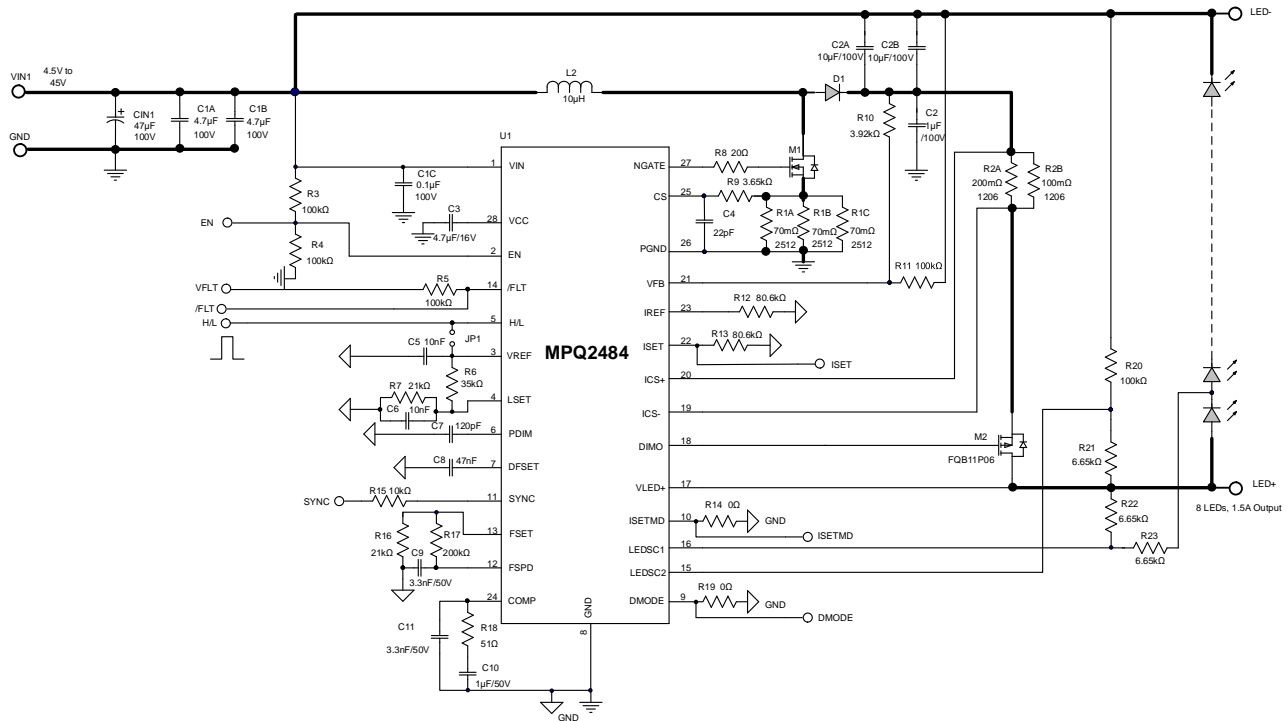 LED-
C2A
10µF/100V
C2B
10µF/100V
4.5V to
45V
VIN1
L2
10µH
D1
CIN1
47µF
100V
C1A
4.7µF
100V
C1B
4.7µF
100V
R10
3.92kΩ
C2
1µF
/100V
GND
U1
M1
1
VIN
NGATE
27
R8 20Ω
R2A
200mΩ
1206
R2B
100mΩ
1206
C1C
0.1µF
100V
R3
100kΩ
CS
25
R9 3.65kΩ
C4
22pF
R1A
70mΩ
2512
R1B
70mΩ
2512
R1C
70mΩ
2512
C3
4.7µF/16V
28
VCC
EN
R4
100kΩ
2
EN
PGND
26
R5
100kΩ
VFLT
14
/FLT
VFB
21
R11 100kΩ
/FLT
H/L
5
H/L
IREF
23
R12 80.6kΩ
JP1
C5 10nF
3
VREF
MPQ2484
ISET
22
R13 80.6kΩ
ISET
R6
35kΩ
ICS+
20
R20
100kΩ
R7 21kΩ
C6
10nF
4
LSET
ICS-
19
C7
120pF
6
PDIM
DIMO
18
M2
FQB11P06
R21
6.65kΩ
C8 47nF
7
DFSET
VLED+
17
LED+
SYNC
R15 10kΩ
11
SYNC
ISETMD
10
R14 0Ω
GND
ISETMD
R22
6.65kΩ
8 LEDs, 1.5A Output
R16
21kΩ
R17
200kΩ
13
FSET
LEDSC1
16
R23
6.65kΩ
C9
3.3nF/50V
12
FSPD
LEDSC2
15
24
COMP
GND
8
DMODE
9
R19 0Ω
GND
DMODE
C11
3.3nF/50V
R18
51Ω
C10
1µF/50V
GND